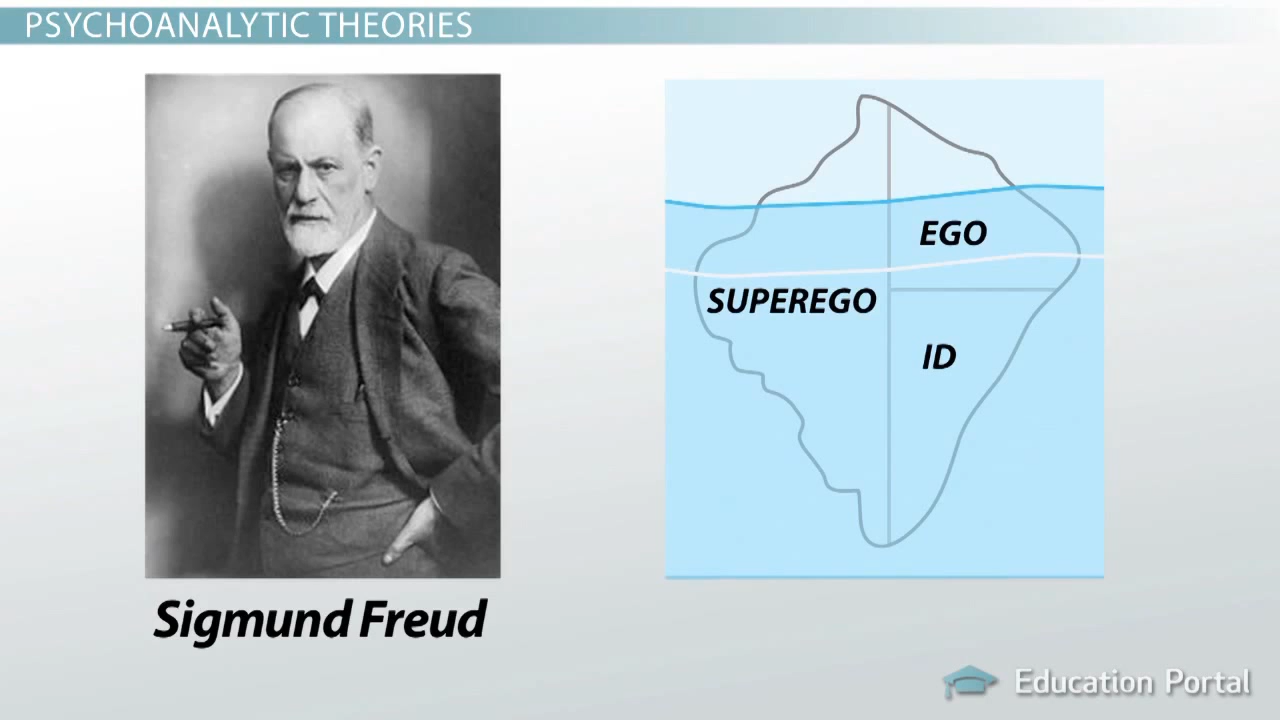 PSYCHOANALYTIC THEORIES
EGO
SUPEREGO
ID
Sigmund Freud
Education Portal